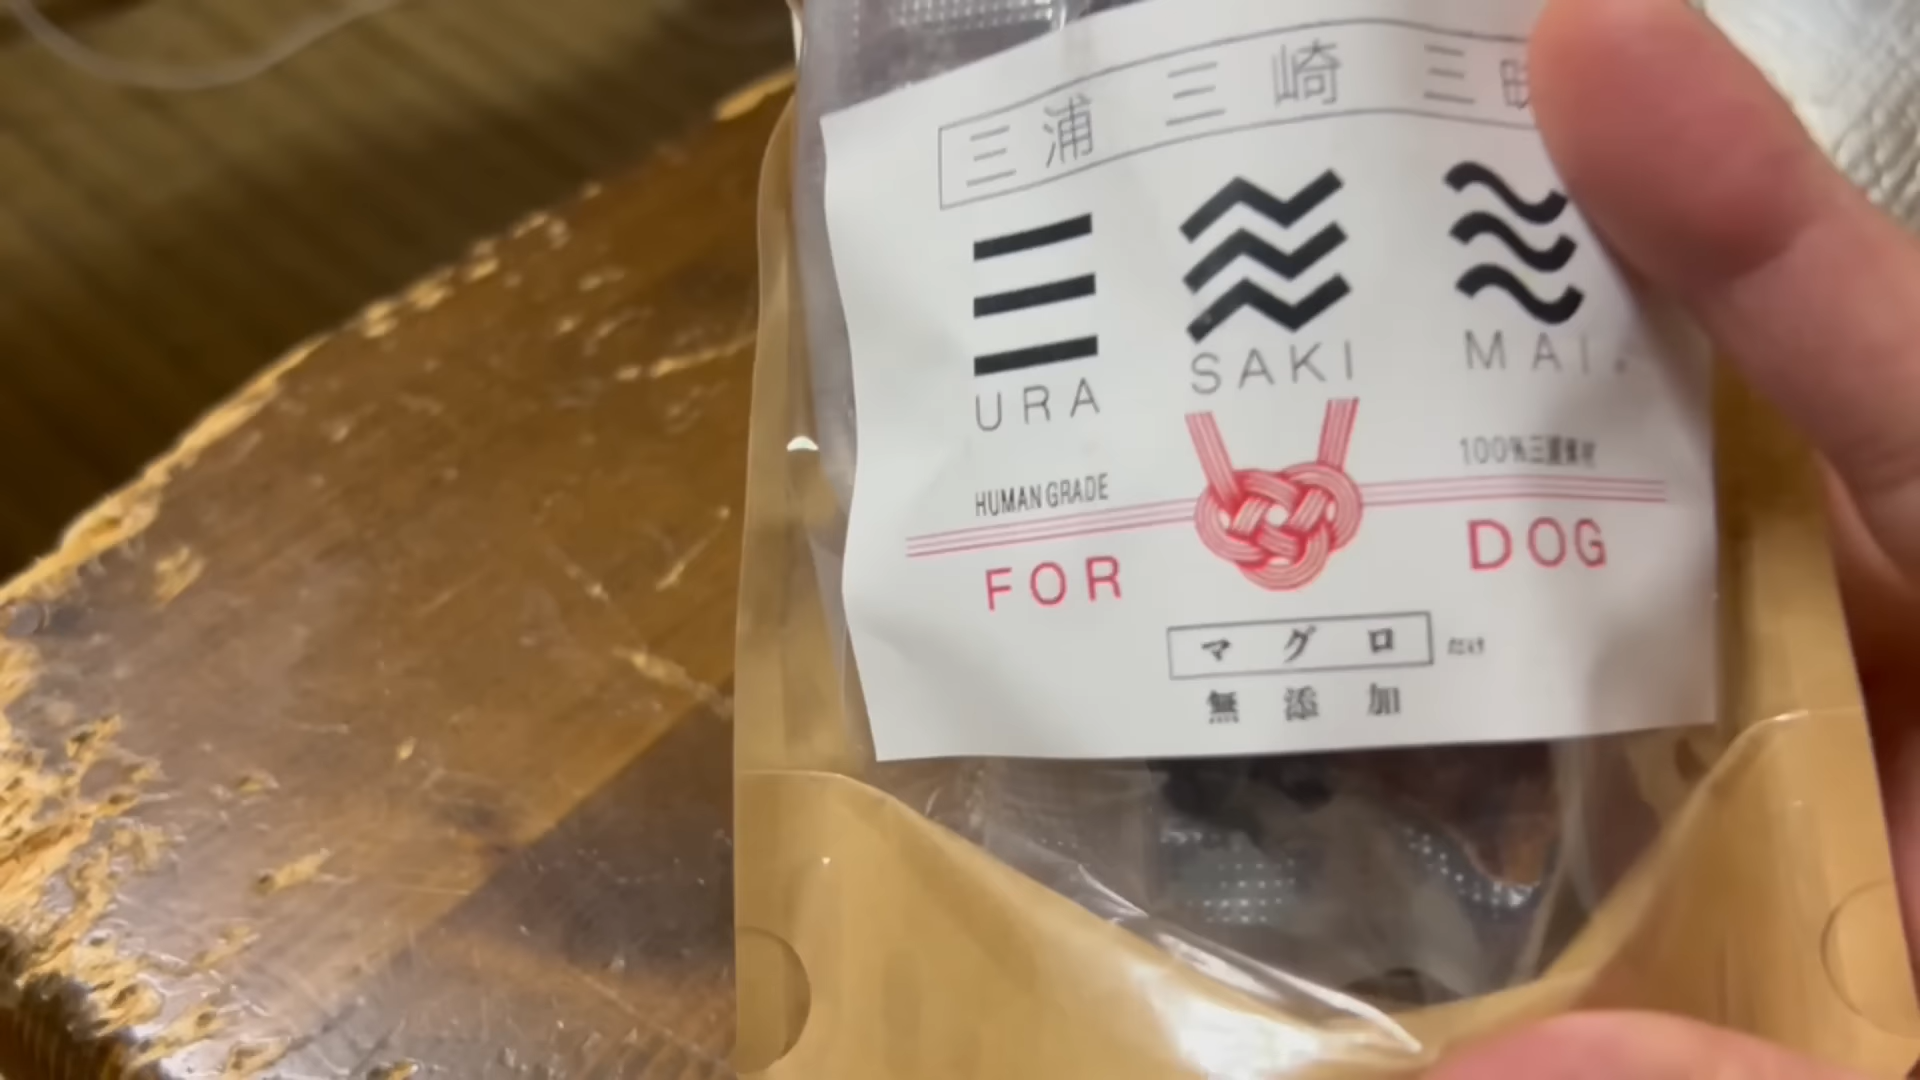 三浦 三崎 三
URA SAKI MAI.
HUMAN GRADE
100%三浦食材
FOR DOG
マグロ だけ
無添加